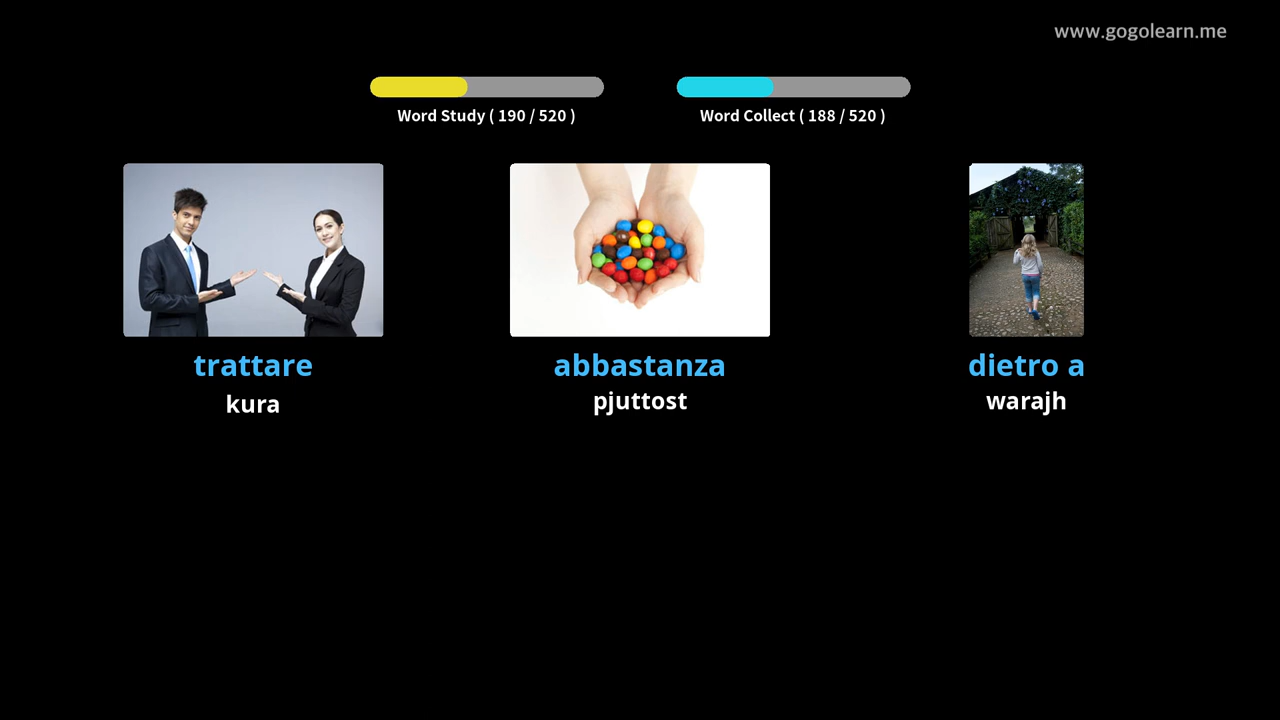 www.gogolearn.me
Word Study ( 190 / 520 )
Word Collect ( 188 / 520 )
trattare
kura
abbastanza
pjuttost
dietro a
warajh